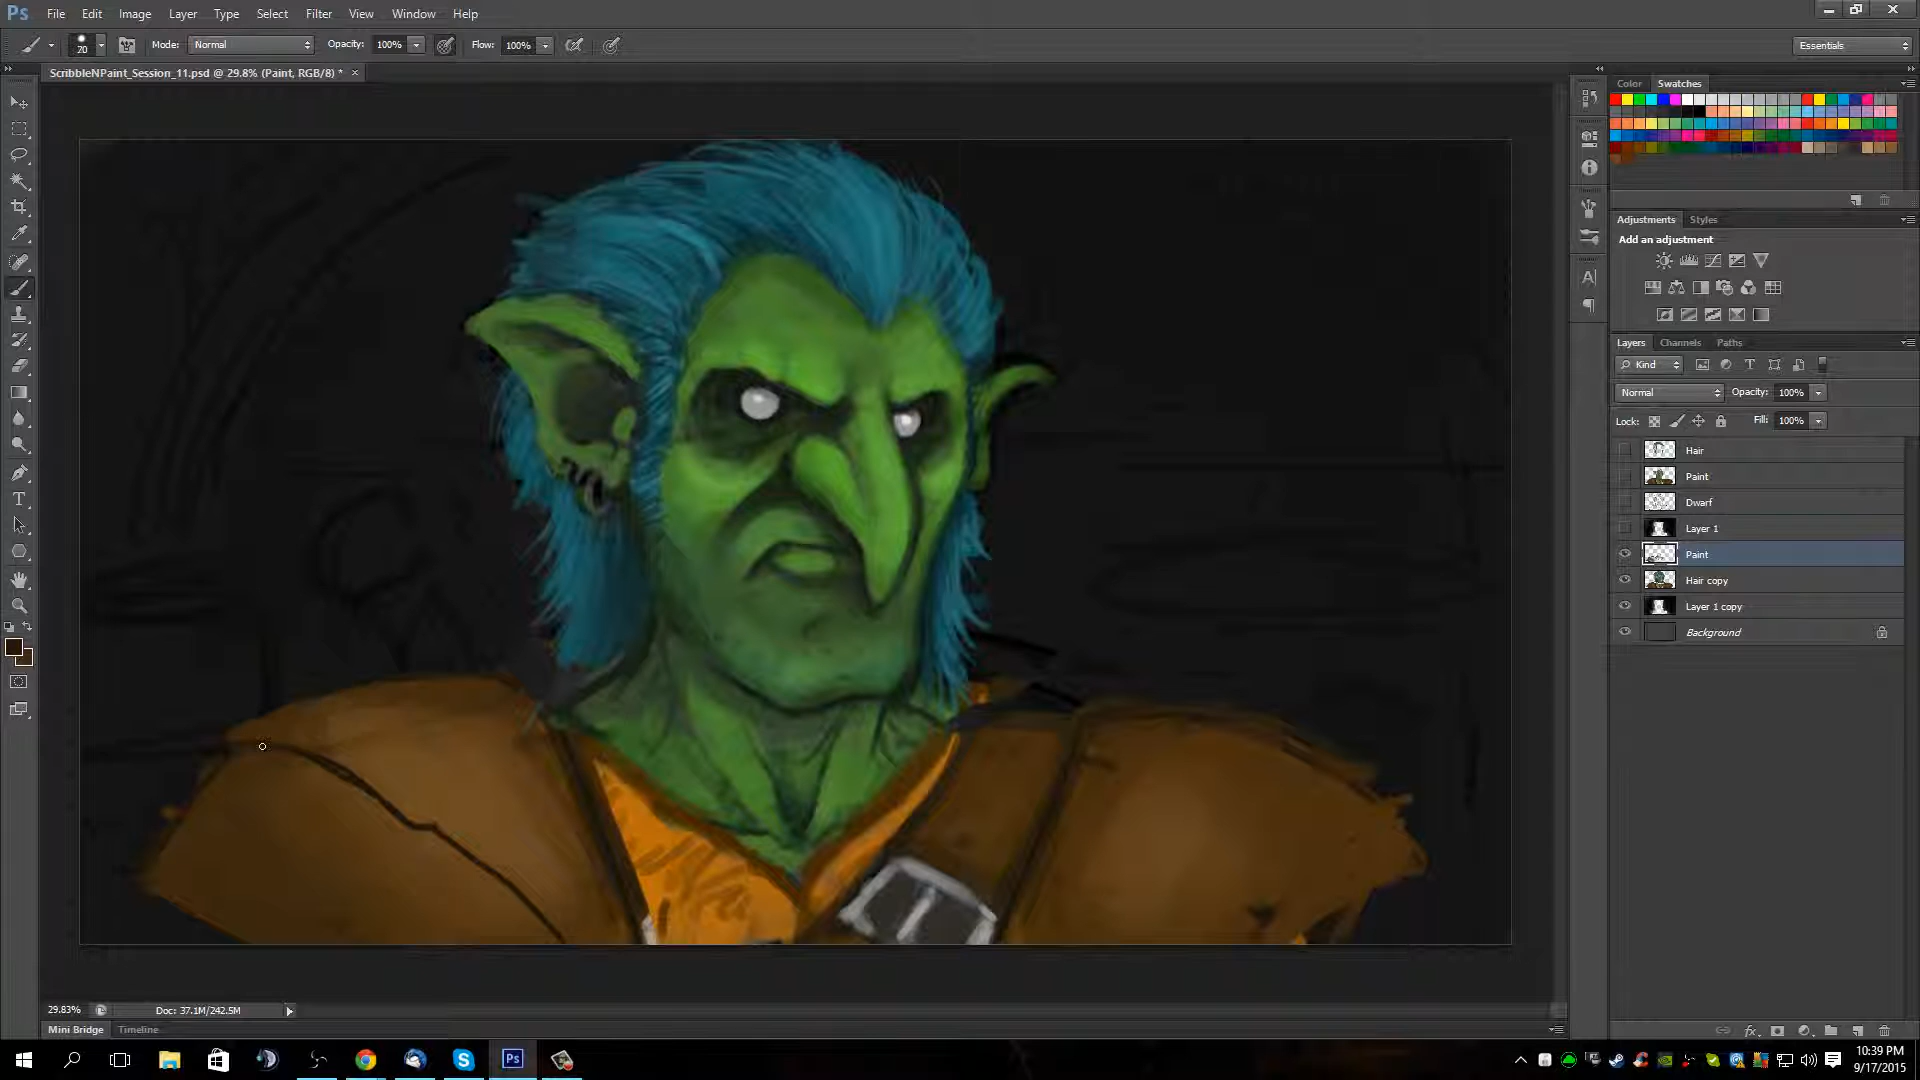 Ps File Edit Image Layer Type Select Filter 3D View Window Help
20 Mode: Normal Opacity: 100% Flow: 100% Essentials
ScribbleNPaint_Session_11.psd @ 29.8% (Paint, RGB/8) *
Color Swatches
Adjustments Styles
Add an adjustment
Layers Channels Paths
Kind
Normal Opacity: 100%
Lock: Fill: 100%
Hair
Paint
Dwarf
Layer 1
Paint
Hair copy
Layer 1 copy
Background
29.83% Doc: 37.1M/242.5M
Mini Bridge Timeline
10:39 PM
9/17/2015